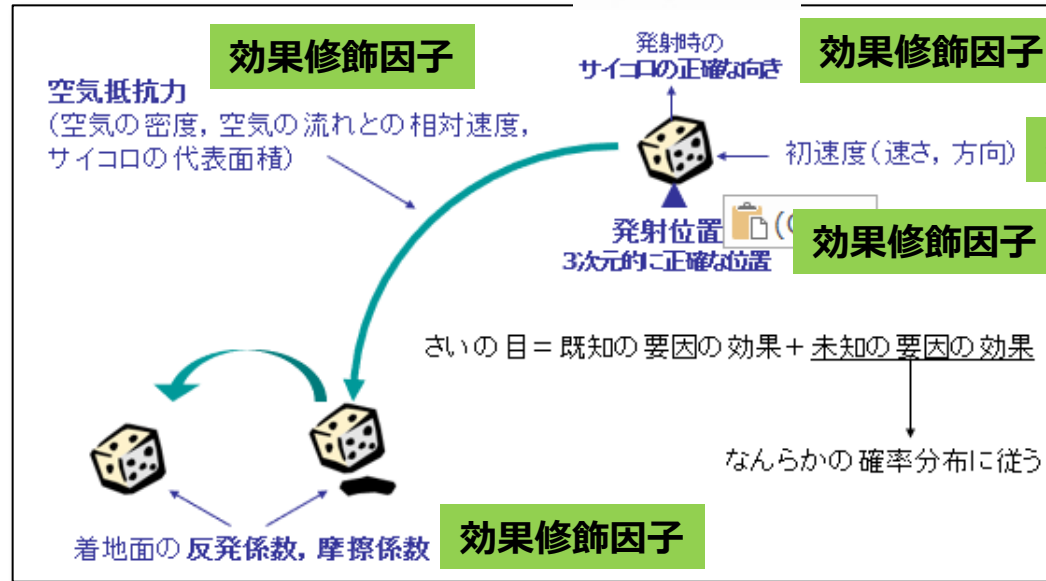 効果修飾因子
空気抵抗力
(空気の密度, 空気の流れとの相対速度,
サイコロの代表面積)
発射時の
サイコロの正確な向き
効果修飾因子
初速度(速さ, 方向)
発射位置
3次元的に正確な位置
効果修飾因子
さいの目=既知の要因の効果+未知の要因の効果
なんらかの確率分布に従う
着地面の反発係数, 摩擦係数
効果修飾因子